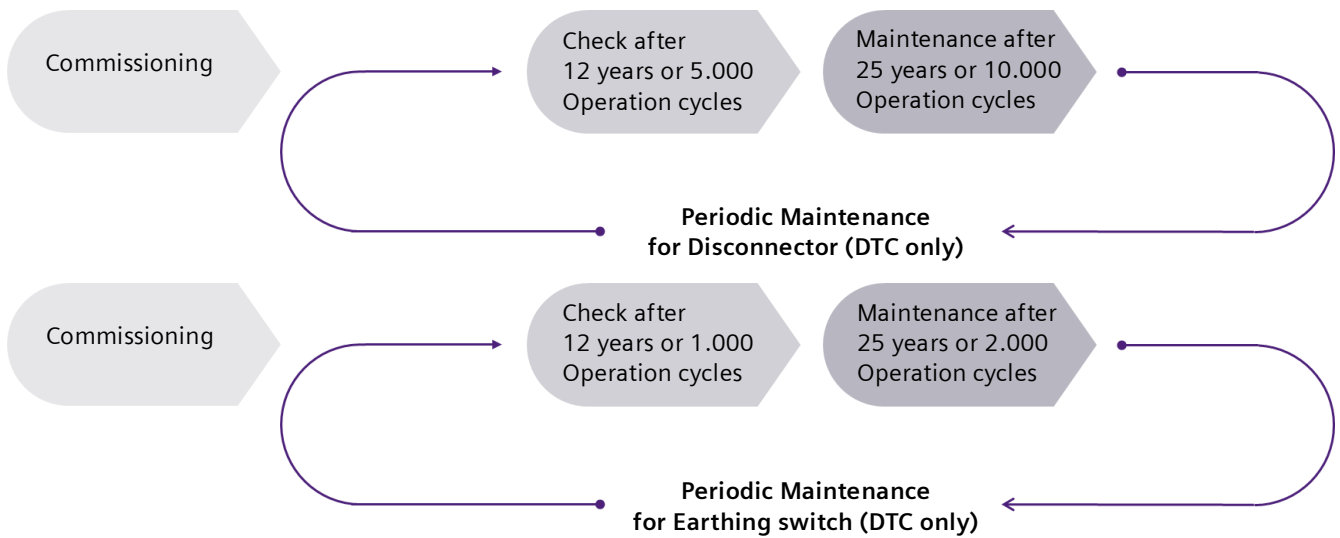 Commissioning
Check after
12 years or 5.000
Operation cycles
Maintenance after
25 years or 10.000
Operation cycles
Periodic Maintenance
for Disconnector (DTC only)
Commissioning
Check after
12 years or 1.000
Operation cycles
Maintenance after
25 years or 2.000
Operation cycles
Periodic Maintenance
for Earthing switch (DTC only)